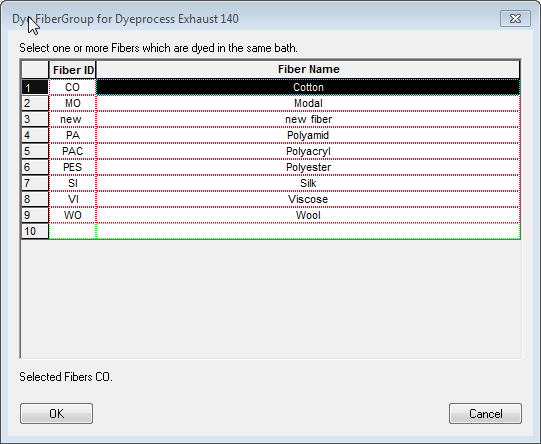 Dye FiberGroup for Dyeprocess Exhaust 140
Select one or more Fibers which are dyed in the same bath.
Fiber ID Fiber Name
1 CO Cotton
2 MO Modal
3 new new fiber
4 PA Polyamid
5 PAC Polyacryl
6 PES Polyester
7 SI Silk
8 VI Viscose
9 WO Wool
10
Selected Fibers CO.
OK Cancel